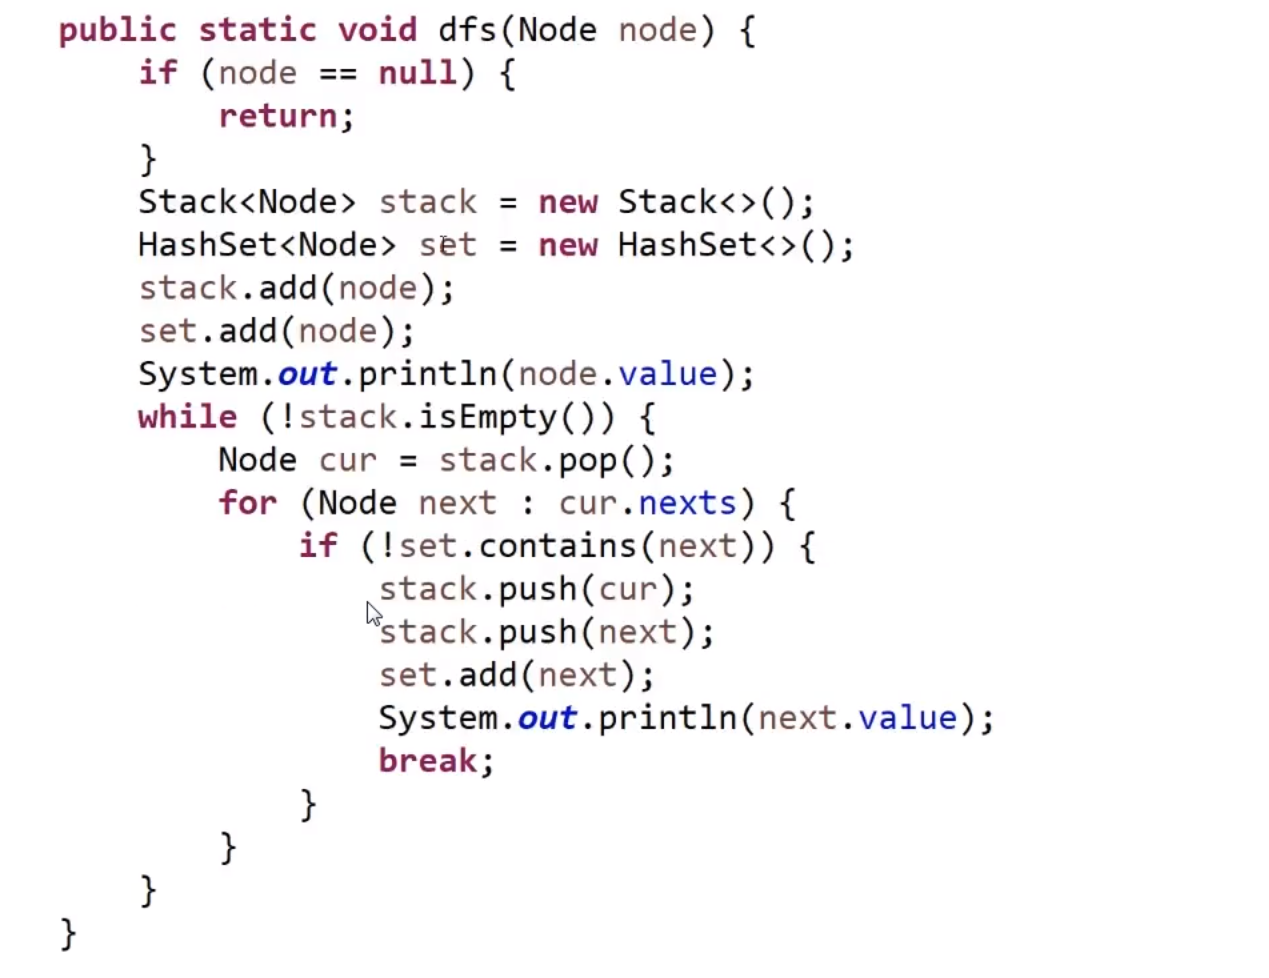 public static void dfs(Node node) {
    if (node == null) {
        return;
    }
    Stack<Node> stack = new Stack<>();
    HashSet<Node> set = new HashSet<>();
    stack.add(node);
    set.add(node);
    System.out.println(node.value);
    while (!stack.isEmpty()) {
        Node cur = stack.pop();
        for (Node next : cur.nexts) {
            if (!set.contains(next)) {
                stack.push(cur);
                stack.push(next);
                set.add(next);
                System.out.println(next.value);
                break;
            }
        }
    }
}